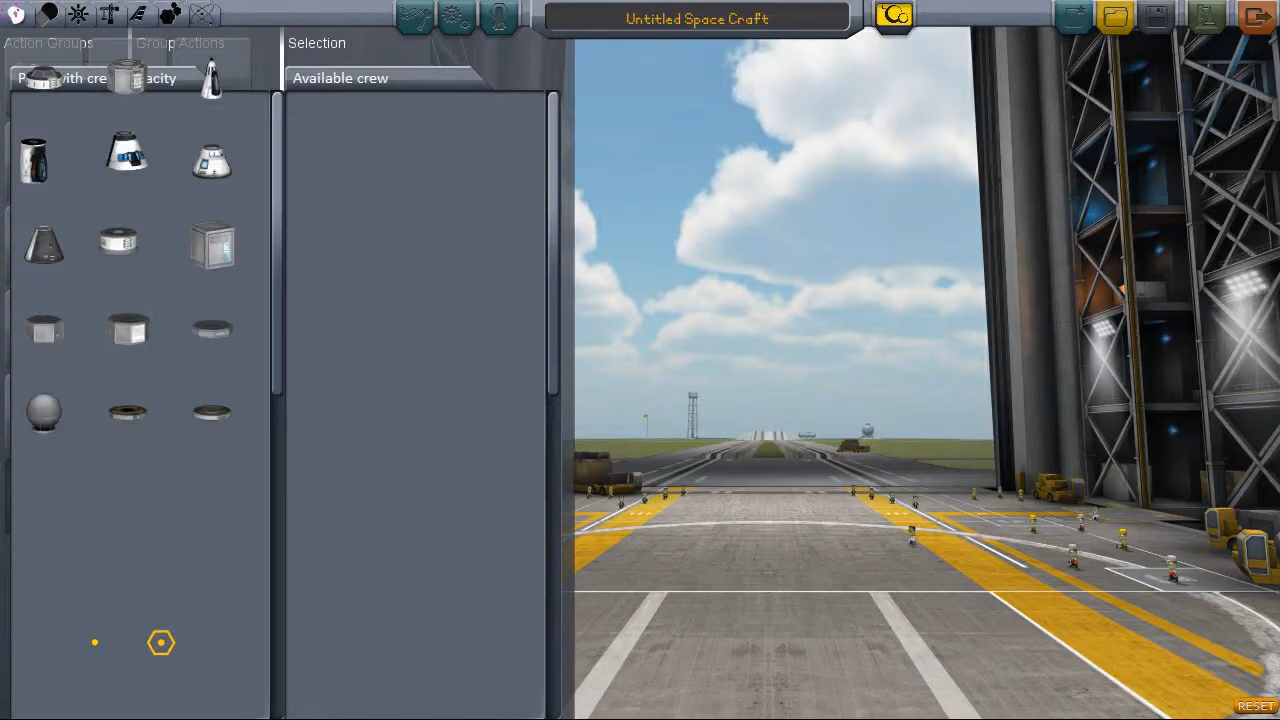 Untitled Space Craft
Action Groups
Group Actions
Selection
Available crew
RESET